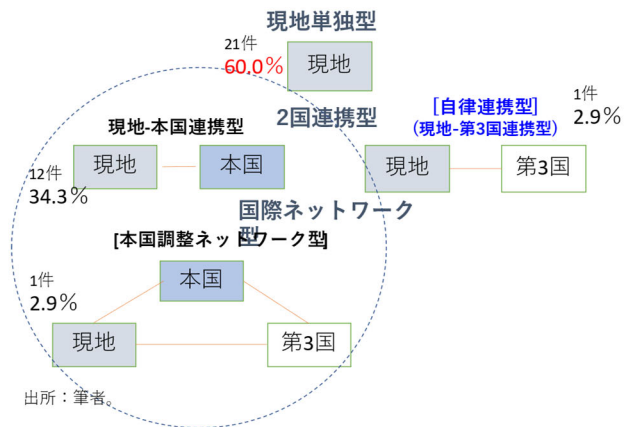 現地単独型
21件
60.0%
現地
2国連携型
[自律連携型]
(現地-第3国連携型)
1件
2.9%
現地
第3国
現地-本国連携型
現地
本国
12件
34.3%
国際ネットワーク
型
[本国調整ネットワーク型]
1件
2.9%
本国
現地
第3国
出所：筆者。